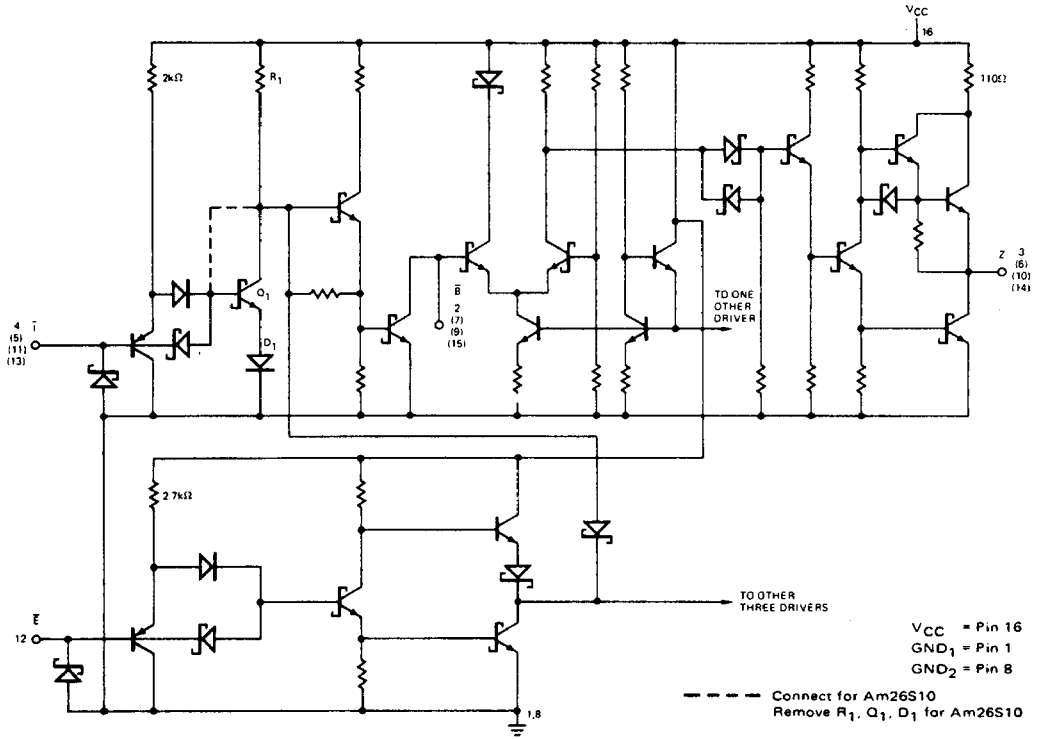 VCC
16
2kΩ
R1
110Ω
Q1
D1
4
(5)
(11)
(13)
I
B
2
(7)
(9)
(15)
TO ONE
OTHER
DRIVER
Z
3
(6)
(10)
(14)
2.7kΩ
E
12
TO OTHER
THREE DRIVERS
1,8
VCC = Pin 16
GND1 = Pin 1
GND2 = Pin 8
Connect for Am26S10
Remove R1, Q1, D1 for Am26S10